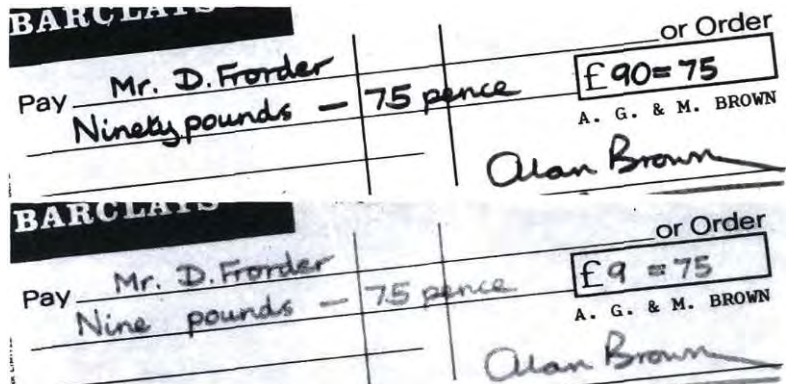 BARCLAYS
or Order
Pay Mr. D. Frorder
£90=75
Ninety pounds — 75 pence
A. G. & M. BROWN
Alan Brown
BARCLAYS
or Order
Pay Mr. D. Frorder
£9 =75
Nine pounds — 75 pence
A. G. & M. BROWN
Alan Brown